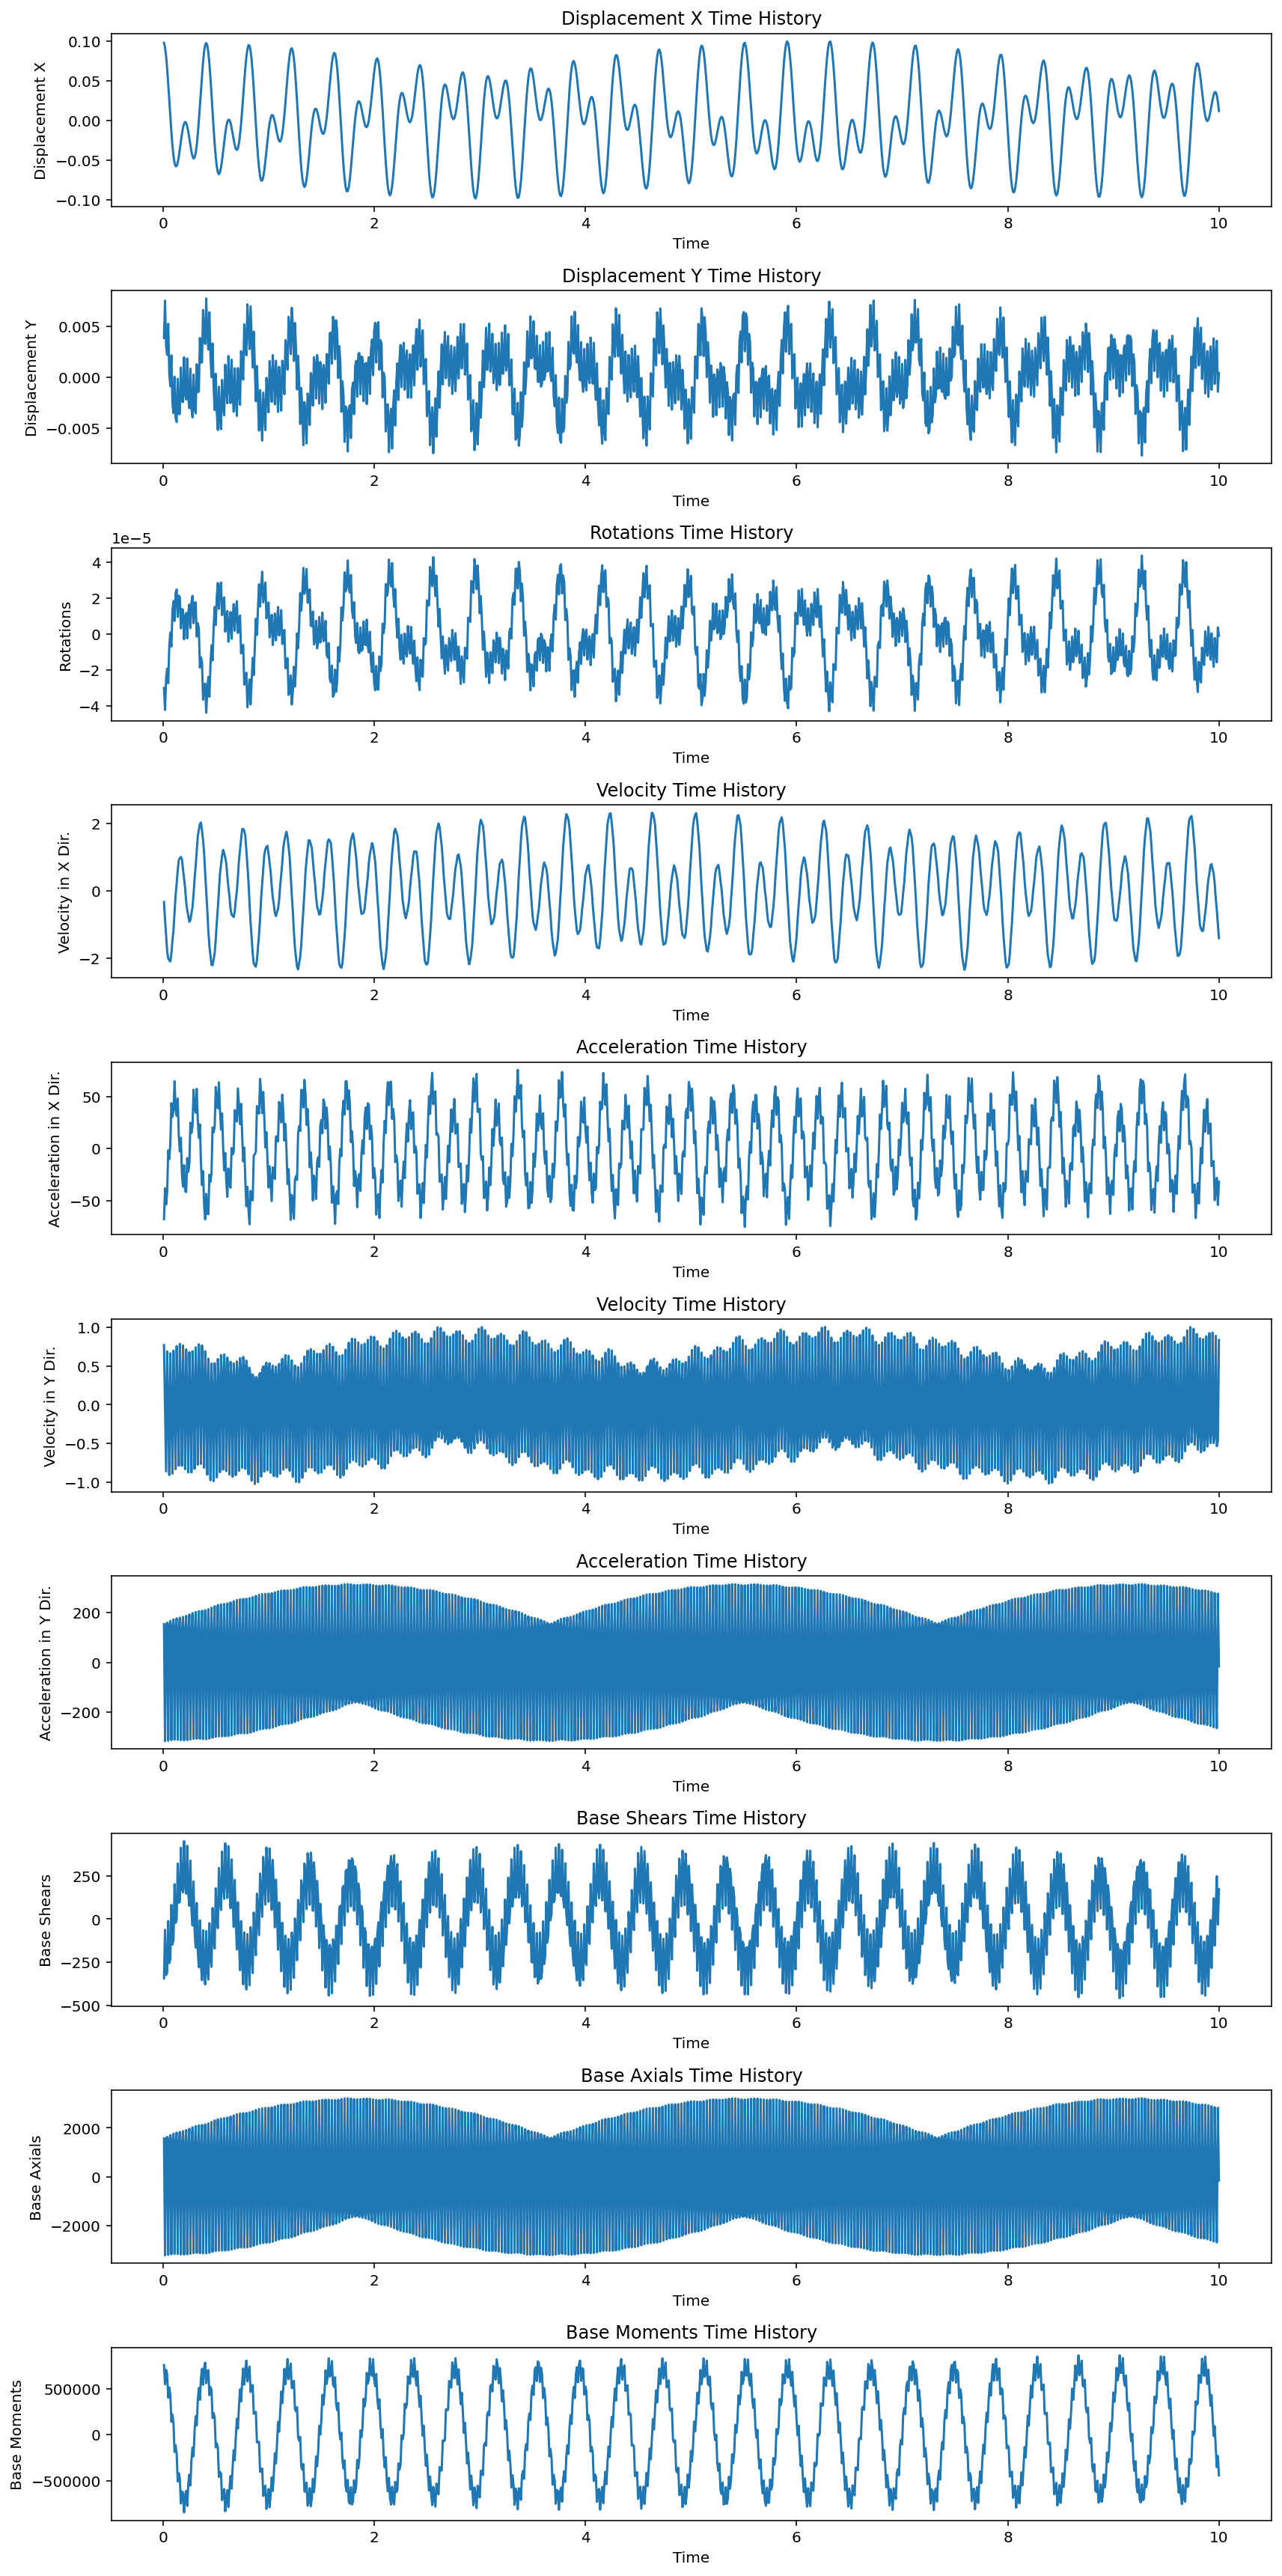 Displacement X Time History
Displacement X
0.10
0.05
0.00
−0.05
−0.10
0 2 4 6 8 10
Time
Displacement Y Time History
Displacement Y
0.005
0.000
−0.005
0 2 4 6 8 10
Time
Rotations Time History
1e−5
Rotations
4
2
0
−2
−4
0 2 4 6 8 10
Time
Velocity Time History
Velocity in X Dir.
2
0
−2
0 2 4 6 8 10
Time
Acceleration Time History
Acceleration in X Dir.
50
0
−50
0 2 4 6 8 10
Time
Velocity Time History
Velocity in Y Dir.
1.0
0.5
0.0
−0.5
−1.0
0 2 4 6 8 10
Time
Acceleration Time History
Acceleration in Y Dir.
200
0
−200
0 2 4 6 8 10
Time
Base Shears Time History
Base Shears
250
0
−250
−500
0 2 4 6 8 10
Time
Base Axials Time History
Base Axials
2000
0
−2000
0 2 4 6 8 10
Time
Base Moments Time History
Base Moments
500000
0
−500000
0 2 4 6 8 10
Time